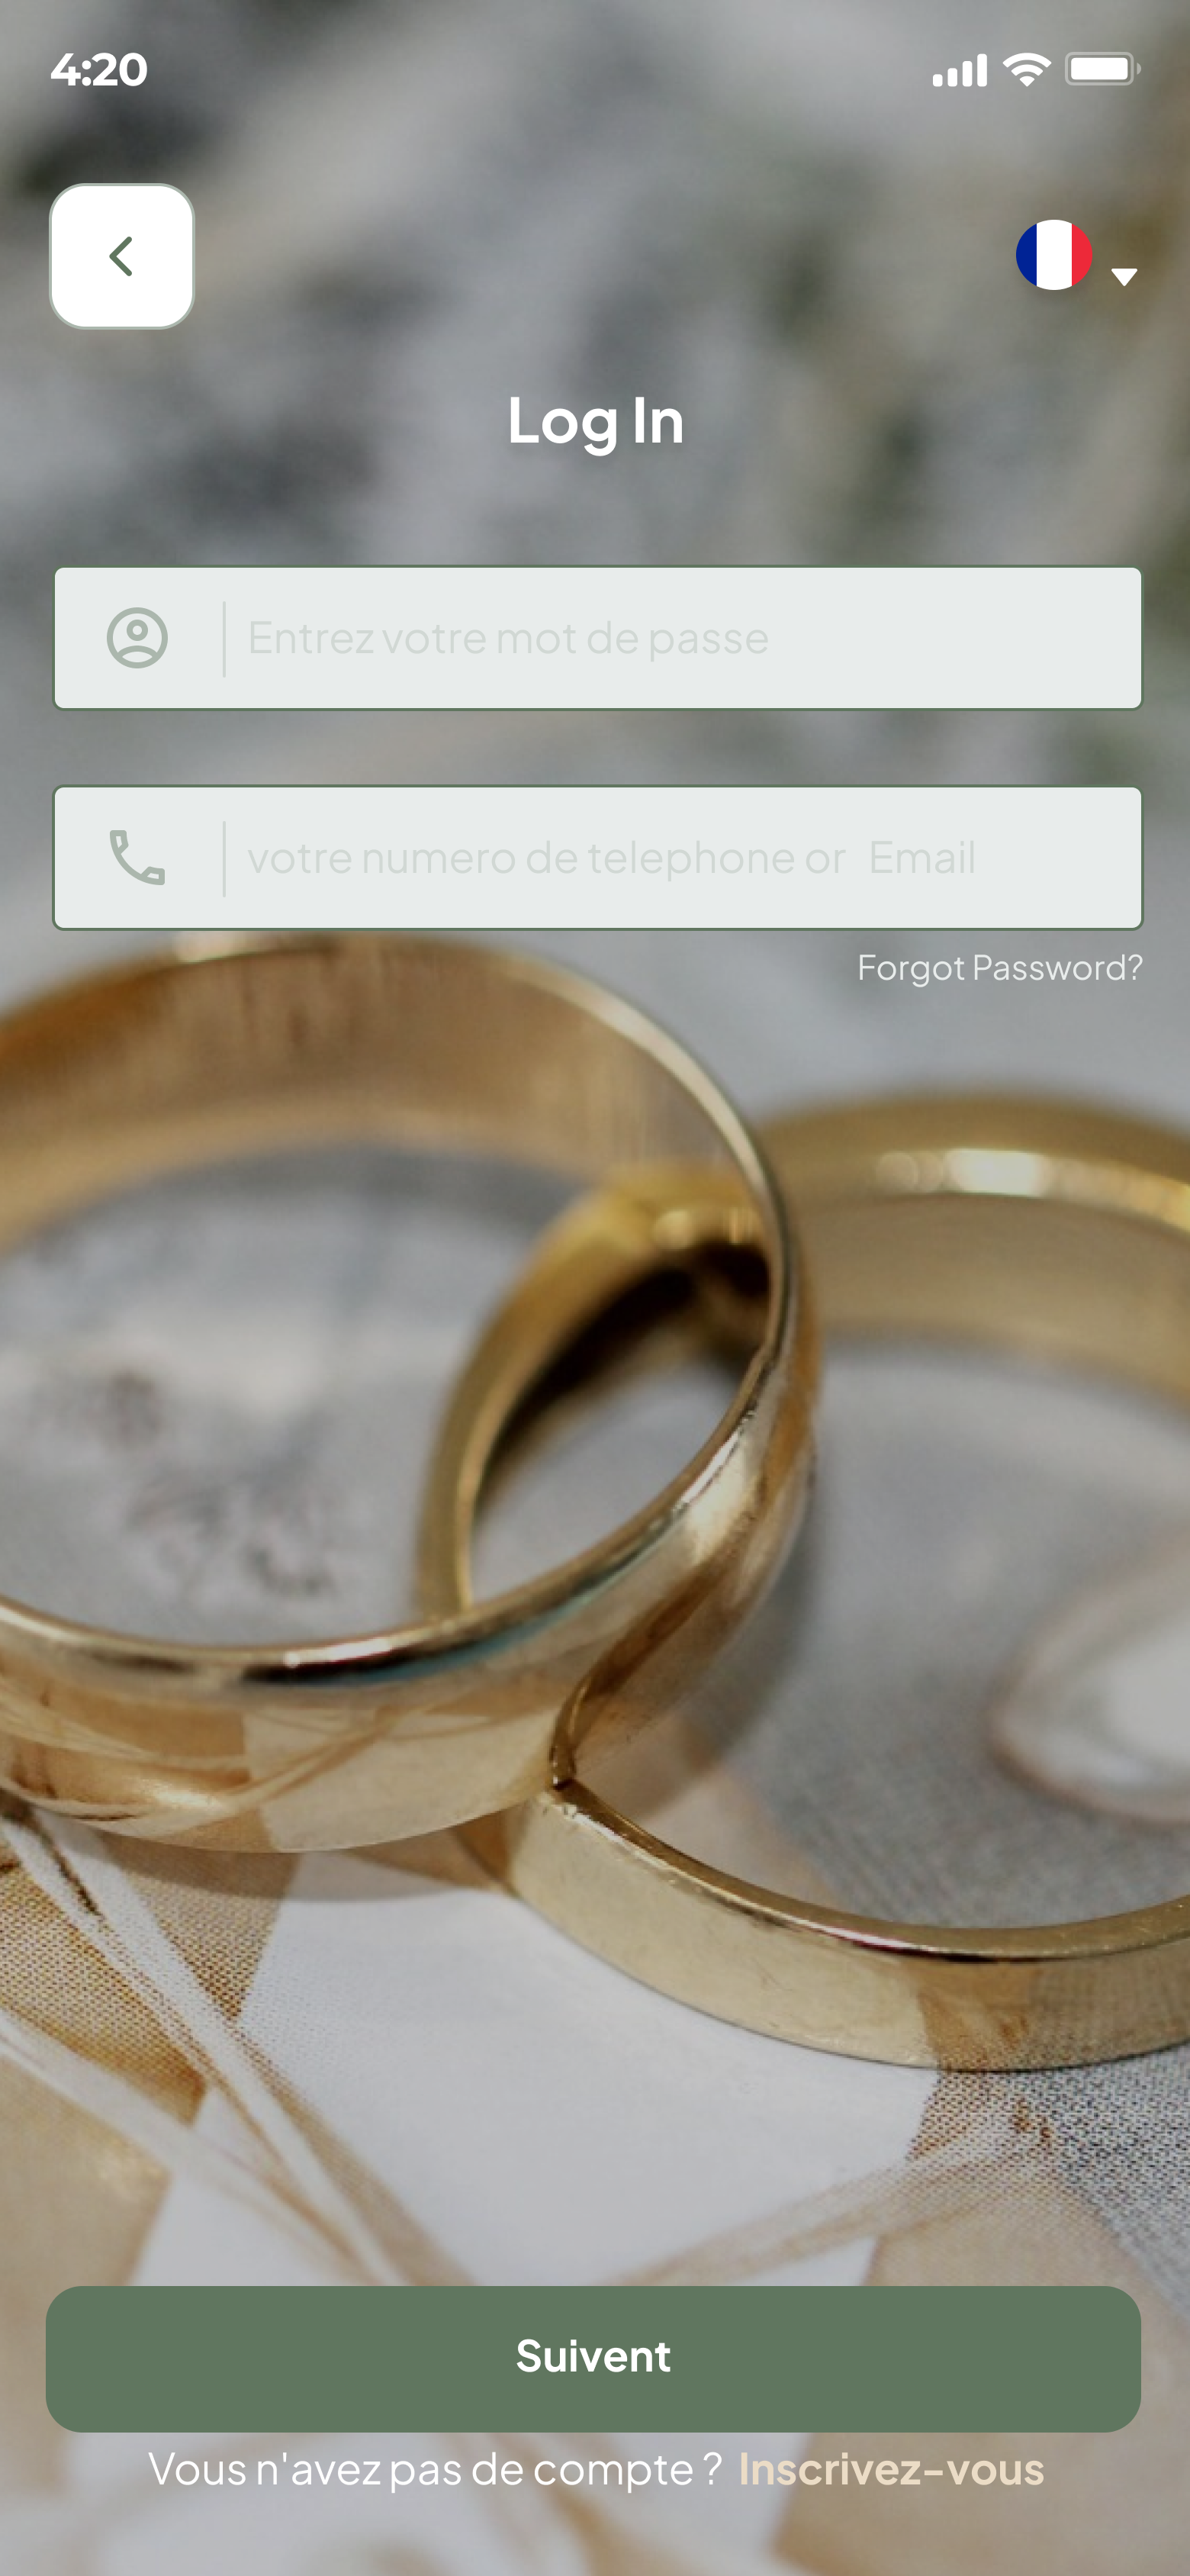 4:20
Log In
Entrez votre mot de passe
votre numero de telephone or Email
Forgot Password?
Suivent
Vous n'avez pas de compte ? Inscrivez-vous